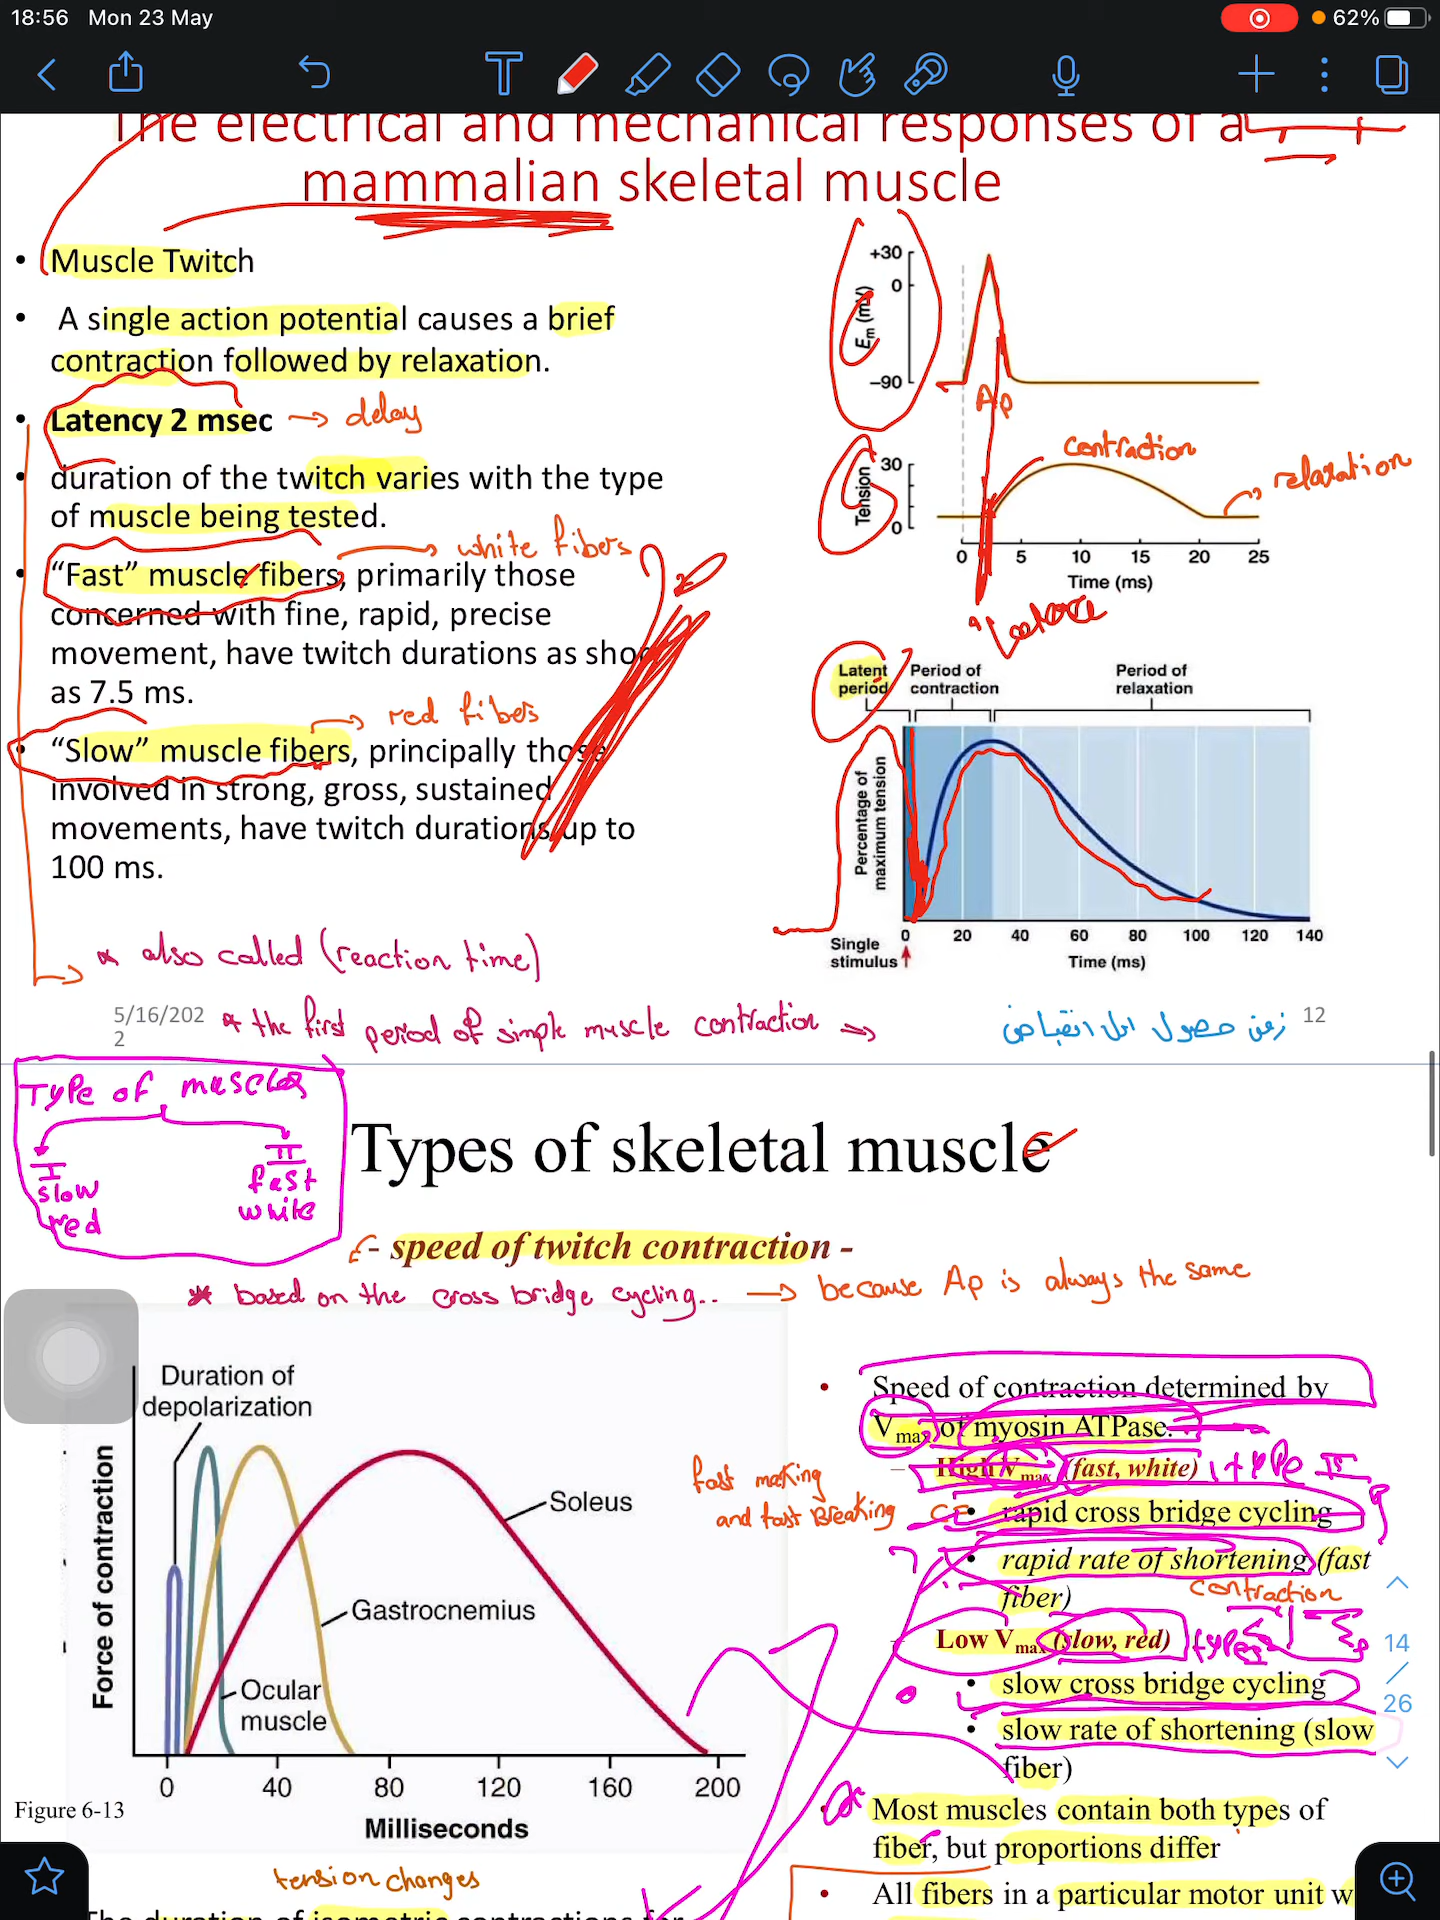 18:56 Mon 23 May
62%
The electrical and mechanical responses of a
mammalian skeletal muscle
• Muscle Twitch
• A single action potential causes a brief
contraction followed by relaxation.
• Latency 2 msec → delay
• duration of the twitch varies with the type
of muscle being tested.
→ white fibers
• “Fast” muscle fibers, primarily those
concerned with fine, rapid, precise
movement, have twitch durations as short
as 7.5 ms.
→ red fibers
• “Slow” muscle fibers, principally those
involved in strong, gross, sustained
movements, have twitch durations up to
100 ms.
* also called (reaction time)
* the first period of simple muscle contraction ⇒
زمن حصول ال انقباض
5/16/202
2
12
+30
0
-90
Em (mV)
Ap
contraction
relaxation
30
0
Tension
0 5 10 15 20 25
Time (ms)
Latent
period
Period of
contraction
Period of
relaxation
Percentage of
maximum tension
Single
stimulus
0 20 40 60 80 100 120 140
Time (ms)
Type of muscles
I
slow
red
II
fast
white
Types of skeletal muscle
- speed of twitch contraction -
* based on the cross bridge cycling.. → because Ap is always the same
Duration of
depolarization
Force of contraction
Soleus
Gastrocnemius
Ocular
muscle
0 40 80 120 160 200
Milliseconds
Figure 6-13
tension changes
The duration of isometric contractions for
• Speed of contraction determined by
Vmax of myosin ATPase.
– High Vmax (fast, white) type II
fast making
and fast Breaking
• rapid cross bridge cycling
• rapid rate of shortening (fast
fiber)
contraction
– Low Vmax (slow, red) type
• slow cross bridge cycling
• slow rate of shortening (slow
fiber)
• Most muscles contain both types of
fiber, but proportions differ
• All fibers in a particular motor unit w
14
/
26